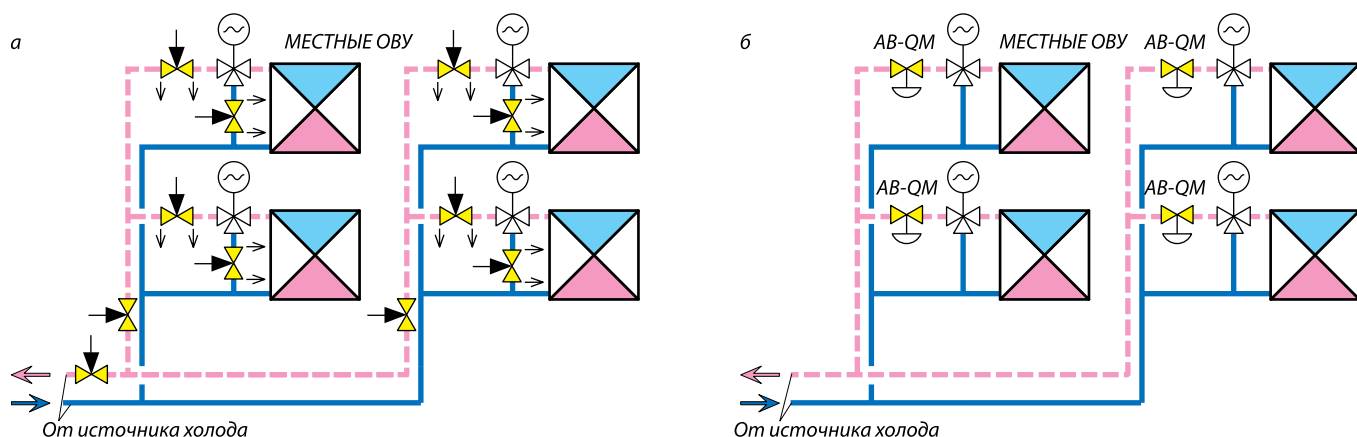 а
МЕСТНЫЕ ОВУ
От источника холода
б
AB-QM
МЕСТНЫЕ ОВУ
AB-QM
AB-QM
AB-QM
От источника холода